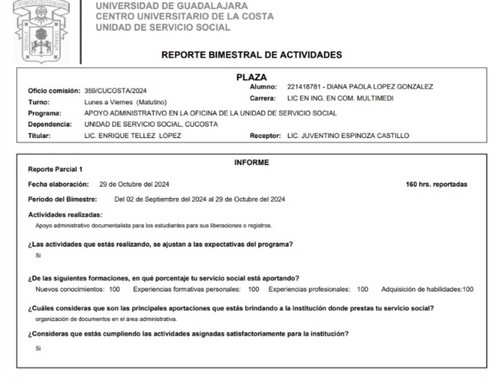 UNIVERSIDAD DE GUADALAJARA
CENTRO UNIVERSITARIO DE LA COSTA
UNIDAD DE SERVICIO SOCIAL
REPORTE BIMESTRAL DE ACTIVIDADES
PLAZA
Oficio comisión: 359/CUCOSTA/2024 Alumno: 221418781 - DIANA PAOLA LOPEZ GONZALEZ
Turno: Lunes a Viernes (Matutino) Carrera: LIC EN ING. EN COM. MULTIMEDI
Programa: APOYO ADMINISTRATIVO EN LA OFICINA DE LA UNIDAD DE SERVICIO SOCIAL
Dependencia: UNIDAD DE SERVICIO SOCIAL, CUCOSTA
Titular: LIC. ENRIQUE TELLEZ LOPEZ Receptor: LIC. JUVENTINO ESPINOZA CASTILLO
INFORME
Reporte Parcial 1
Fecha elaboración: 29 de Octubre del 2024 160 hrs. reportadas
Periodo del Bimestre: Del 02 de Septiembre del 2024 al 29 de Octubre del 2024
Actividades realizadas:
Apoyo administrativo documentalista para los estudiantes para sus liberaciones o registros.
¿Las actividades que estás realizando, se ajustan a las expectativas del programa?
Si
¿De las siguientes formaciones, en qué porcentaje tu servicio social está aportando?
Nuevos conocimientos: 100 Experiencias formativas personales: 100 Experiencias profesionales: 100 Adquisición de habilidades:100
¿Cuáles consideras que son las principales aportaciones que estás brindando a la institución donde prestas tu servicio social?
organización de documentos en el área administrativa.
¿Consideras que estás cumpliendo las actividades asignadas satisfactoriamente para la institución?
Si